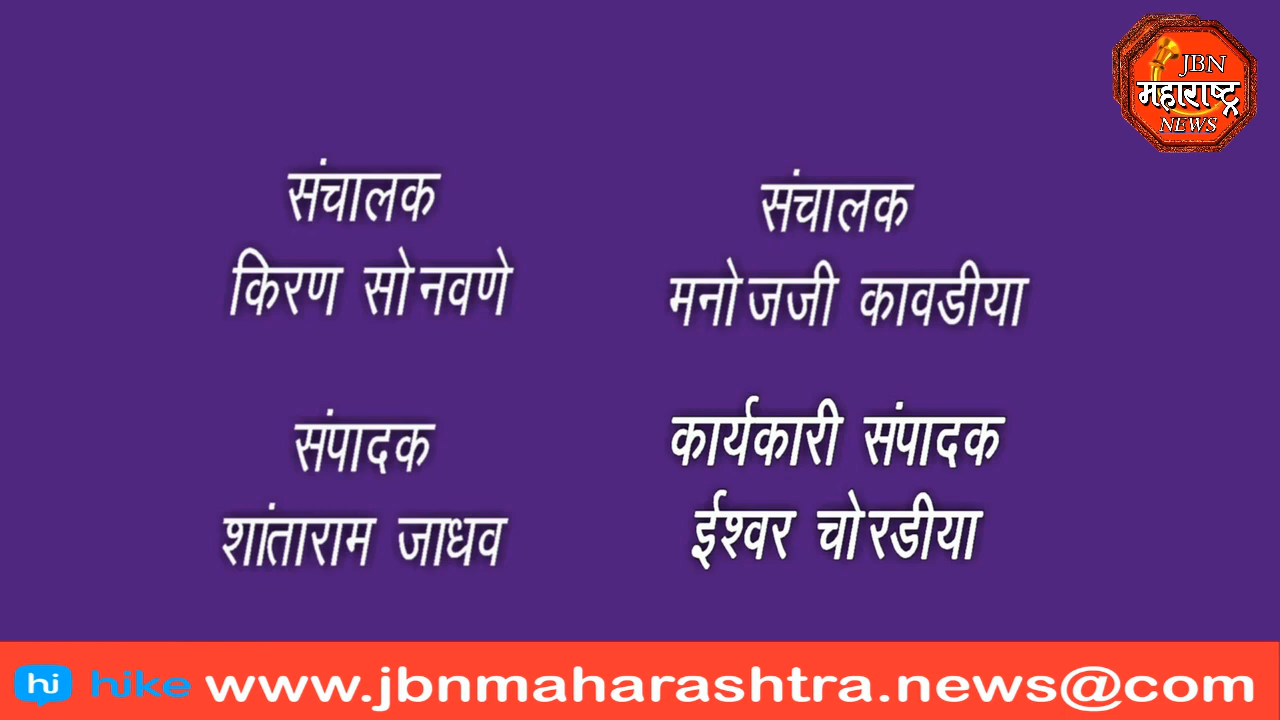 JBN
महाराष्ट्र
NEWS
संचालक
किरण सोनवणे
संचालक
मनोजजी कावडीया
संपादक
शांताराम जाधव
कार्यकारी संपादक
ईश्वर चोरडीया
hi hike www.jbnmaharashtra.news@com